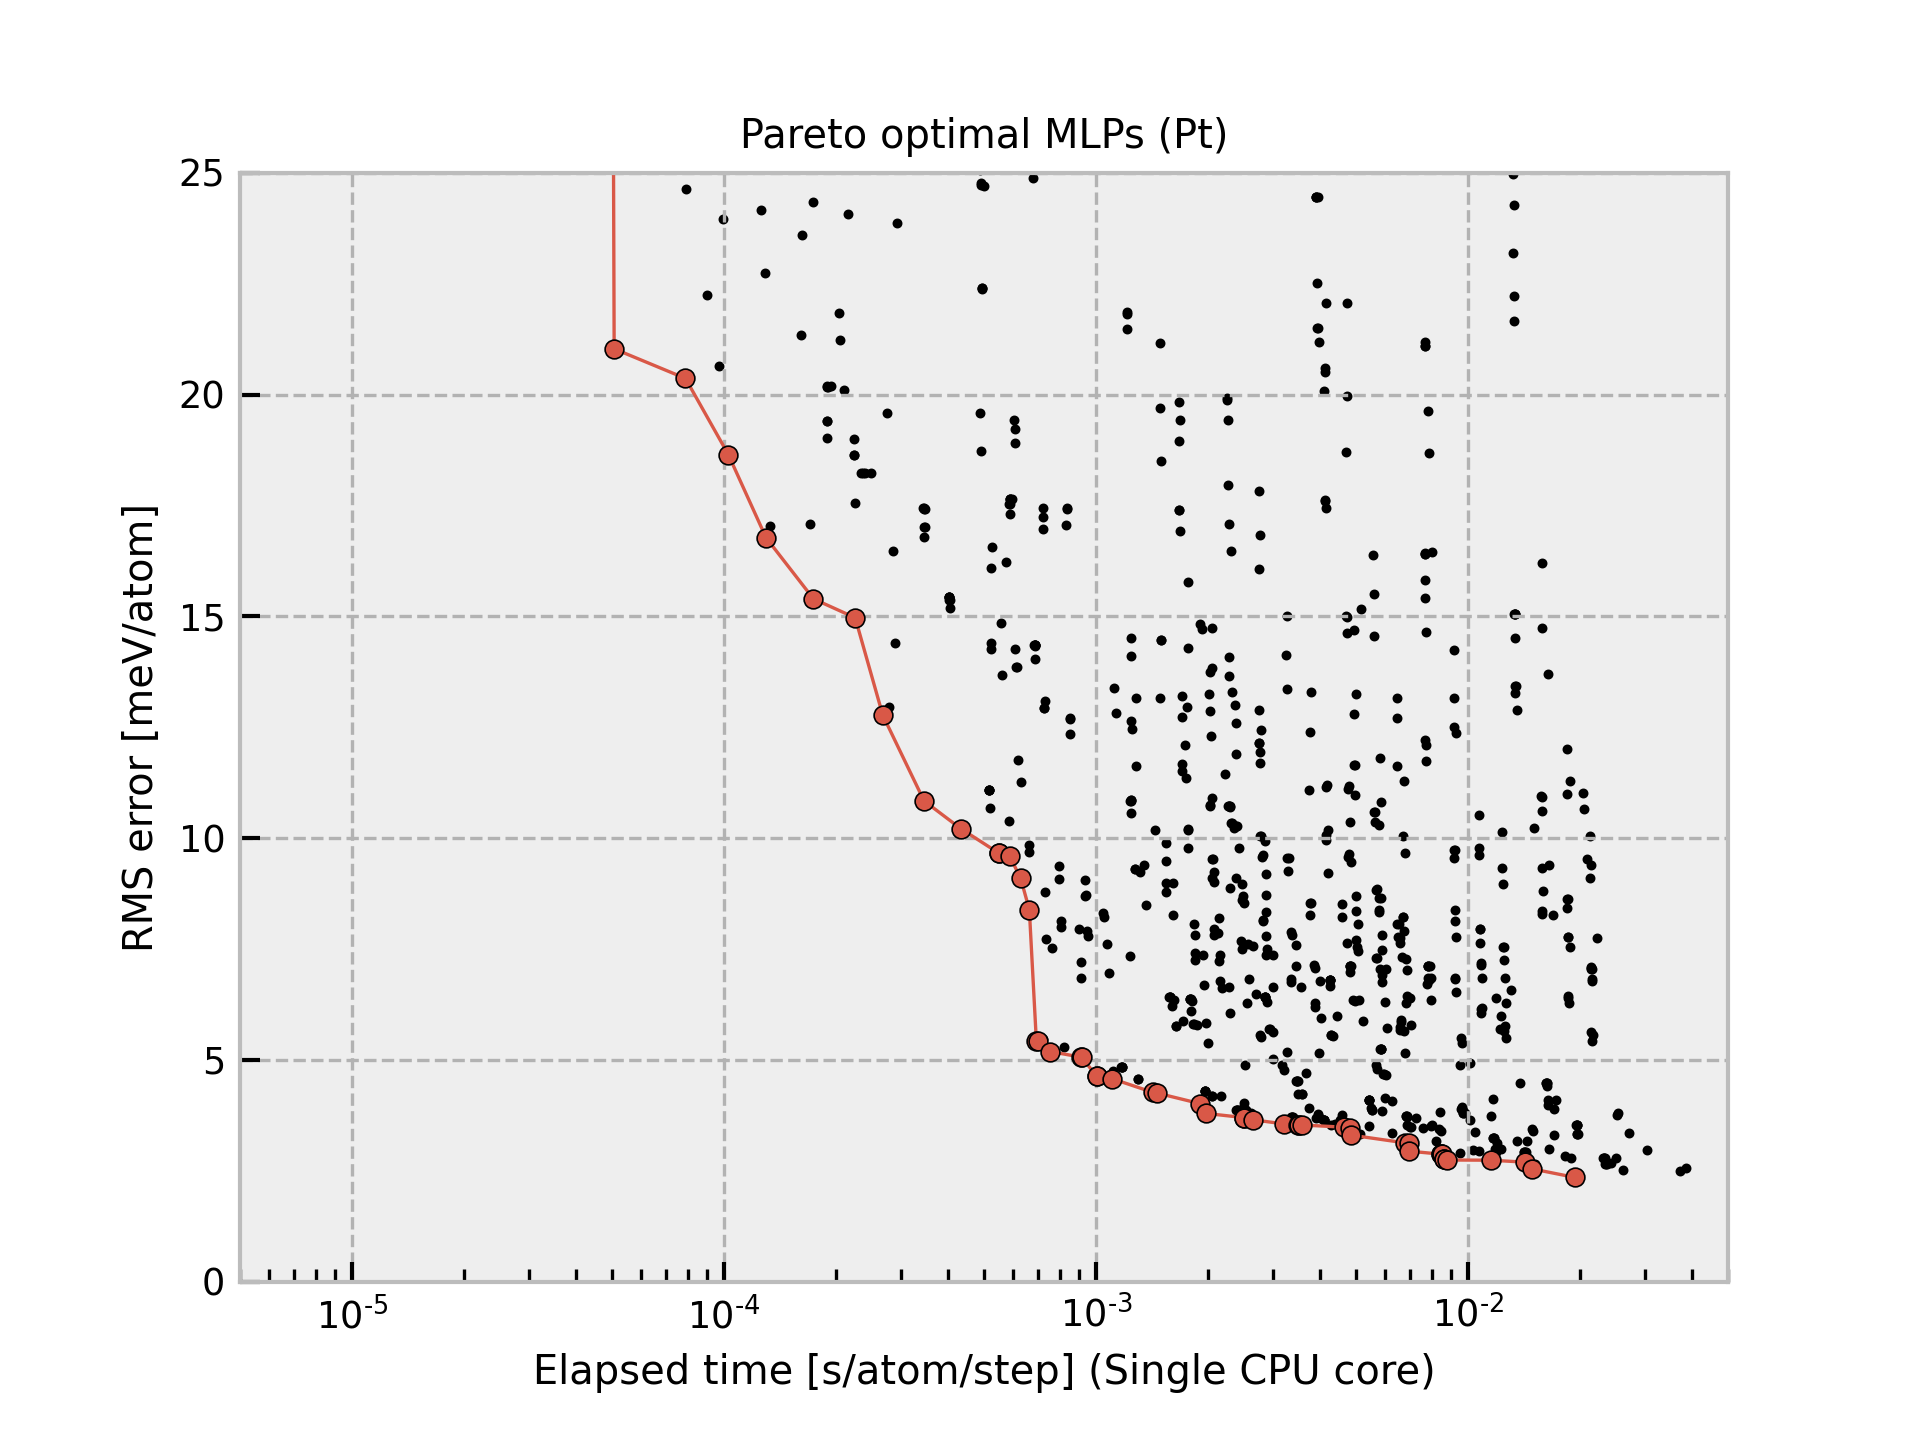 Pareto optimal MLPs (Pt)
25
20
15
10
5
0
RMS error [meV/atom]
10⁻⁵ 10⁻⁴ 10⁻³ 10⁻²
Elapsed time [s/atom/step] (Single CPU core)